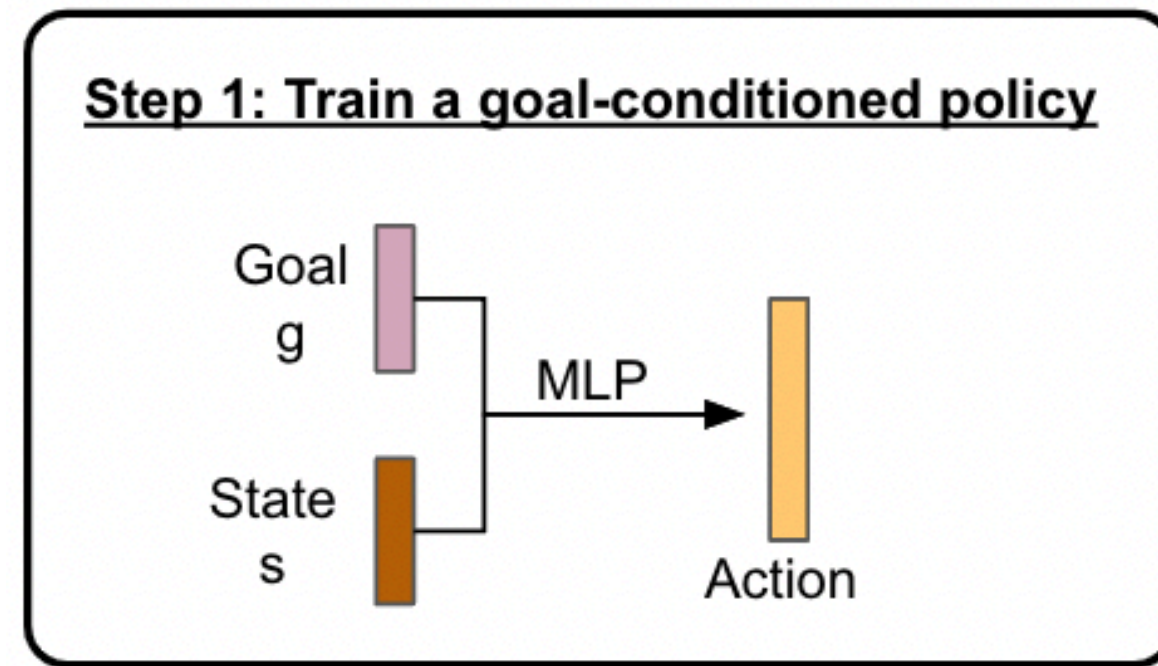 Step 1: Train a goal-conditioned policy
Goal
g
MLP
State
s
Action